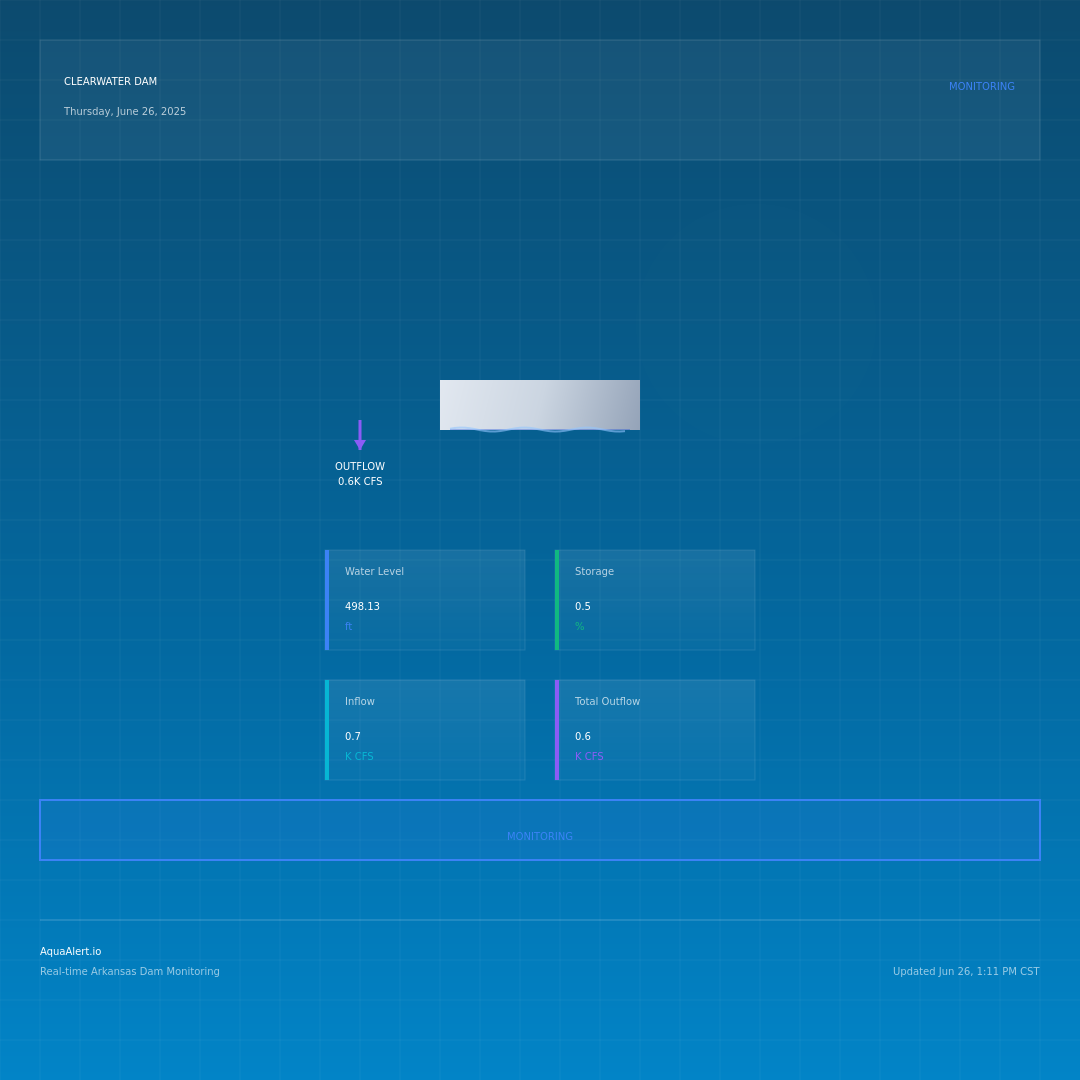 CLEARWATER DAM
MONITORING
Thursday, June 26, 2025
OUTFLOW
0.6K CFS
Water Level
498.13
ft
Storage
0.5
%
Inflow
0.7
K CFS
Total Outflow
0.6
K CFS
MONITORING
AquaAlert.io
Real-time Arkansas Dam Monitoring
Updated Jun 26, 1:11 PM CST